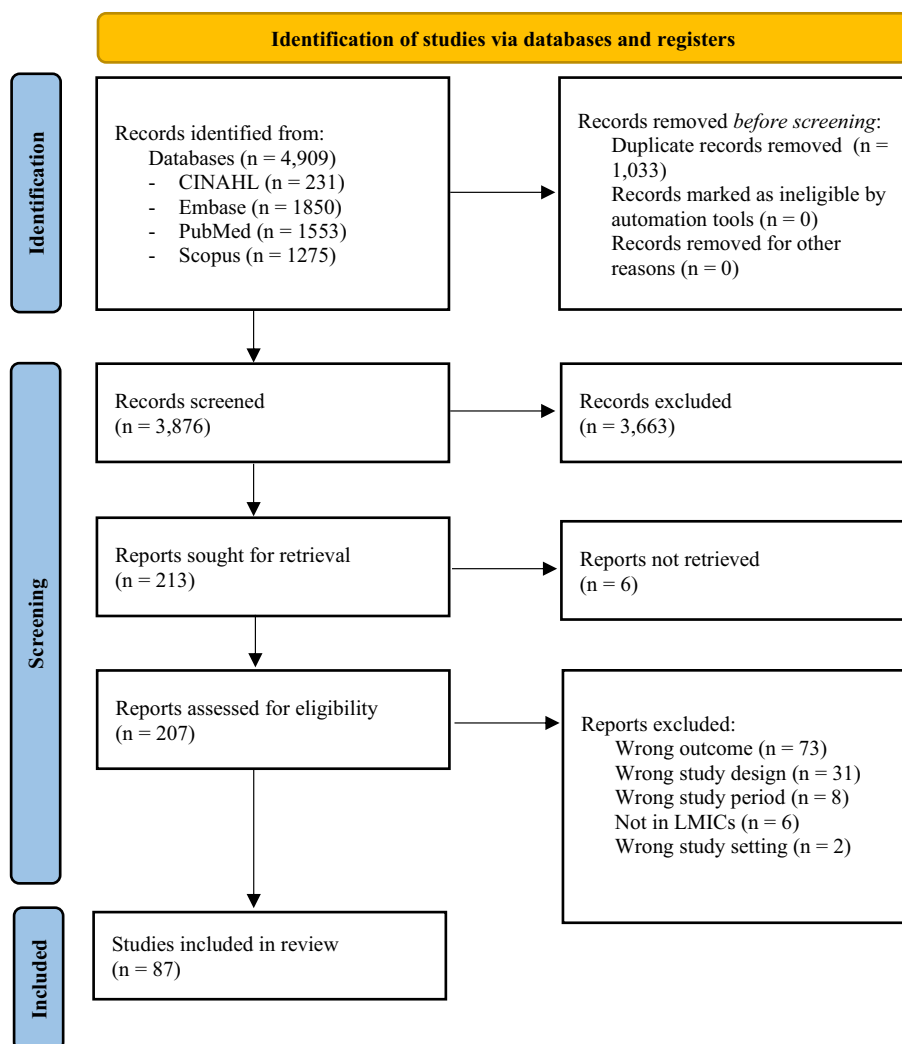 Identification of studies via databases and registers
Identification
Records identified from:
Databases (n = 4,909)
- CINAHL (n = 231)
- Embase (n = 1850)
- PubMed (n = 1553)
- Scopus (n = 1275)
Records removed before screening:
Duplicate records removed (n =
1,033)
Records marked as ineligible by
automation tools (n = 0)
Records removed for other
reasons (n = 0)
Screening
Records screened
(n = 3,876)
Records excluded
(n = 3,663)
Reports sought for retrieval
(n = 213)
Reports not retrieved
(n = 6)
Reports assessed for eligibility
(n = 207)
Reports excluded:
Wrong outcome (n = 73)
Wrong study design (n = 31)
Wrong study period (n = 8)
Not in LMICs (n = 6)
Wrong study setting (n = 2)
Included
Studies included in review
(n = 87)